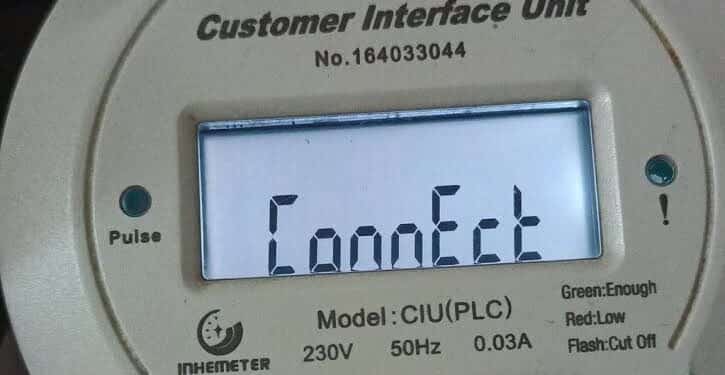 Customer Interface Unit
No.164033044
ConnEct
Pulse
!
Green:Enough
Model:CIU(PLC)
Red:Low
INHEMETER
230V 50Hz 0.03A
Flash:Cut Off